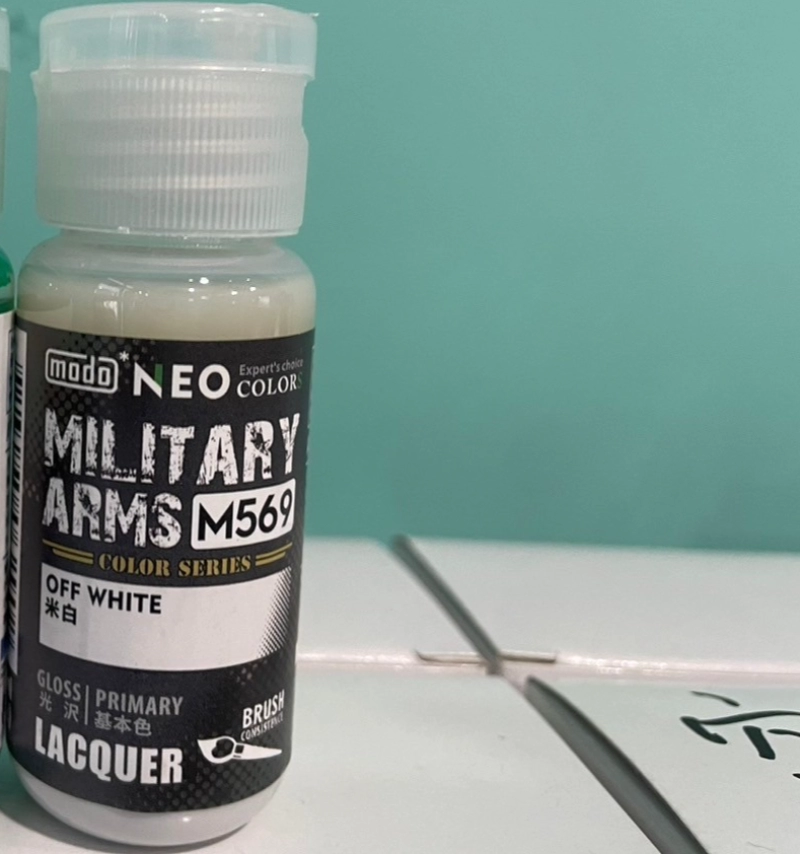 modo* NEO Expert's choice
COLORS
MILITARY
ARMS M569
COLOR SERIES
OFF WHITE
米白
GLOSS PRIMARY
光 沢 基本色
BRUSH
CONSISTENCE
LACQUER